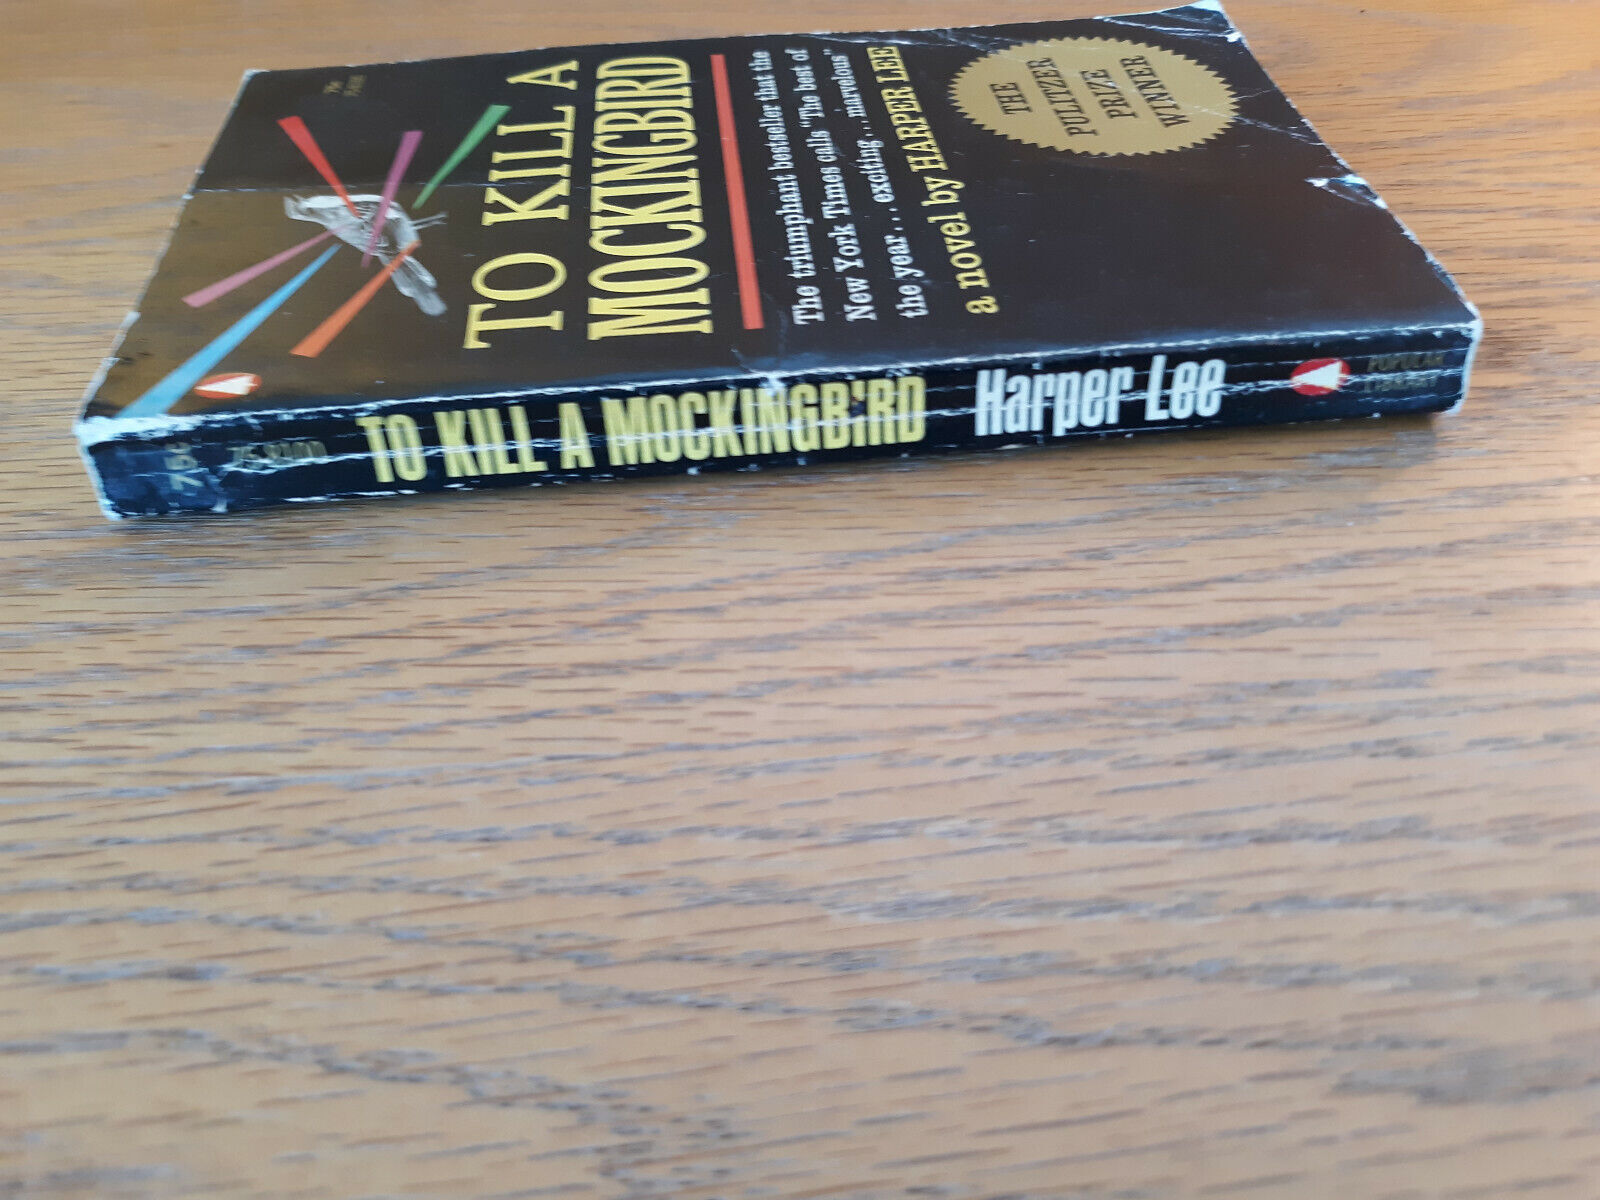 TO KILL A
MOCKINGBIRD
The triumphant bestseller that the
New York Times calls "The best of
the year...exciting...marvelous"
a novel by HARPER LEE
THE
PULITZER
PRIZE
WINNER
75¢ TO KILL A MOCKINGBIRD Harper Lee
POPULAR
LIBRARY